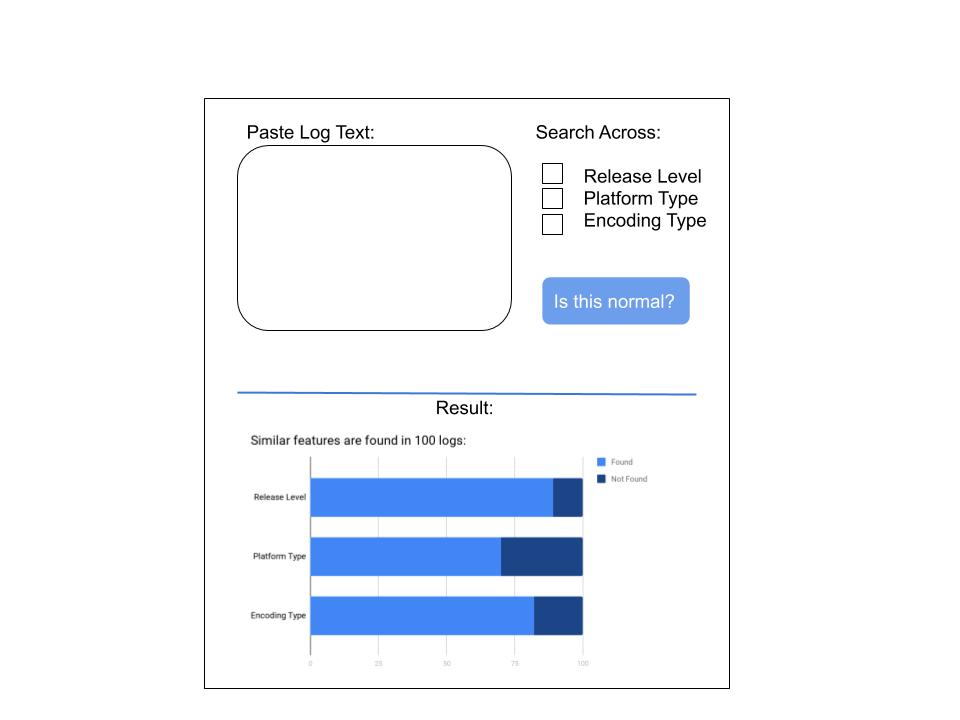 Paste Log Text:
Search Across:
Release Level
Platform Type
Encoding Type
Is this normal?
Result:
Similar features are found in 100 logs:
Found
Not Found
Release Level
Platform Type
Encoding Type
0 25 50 75 100